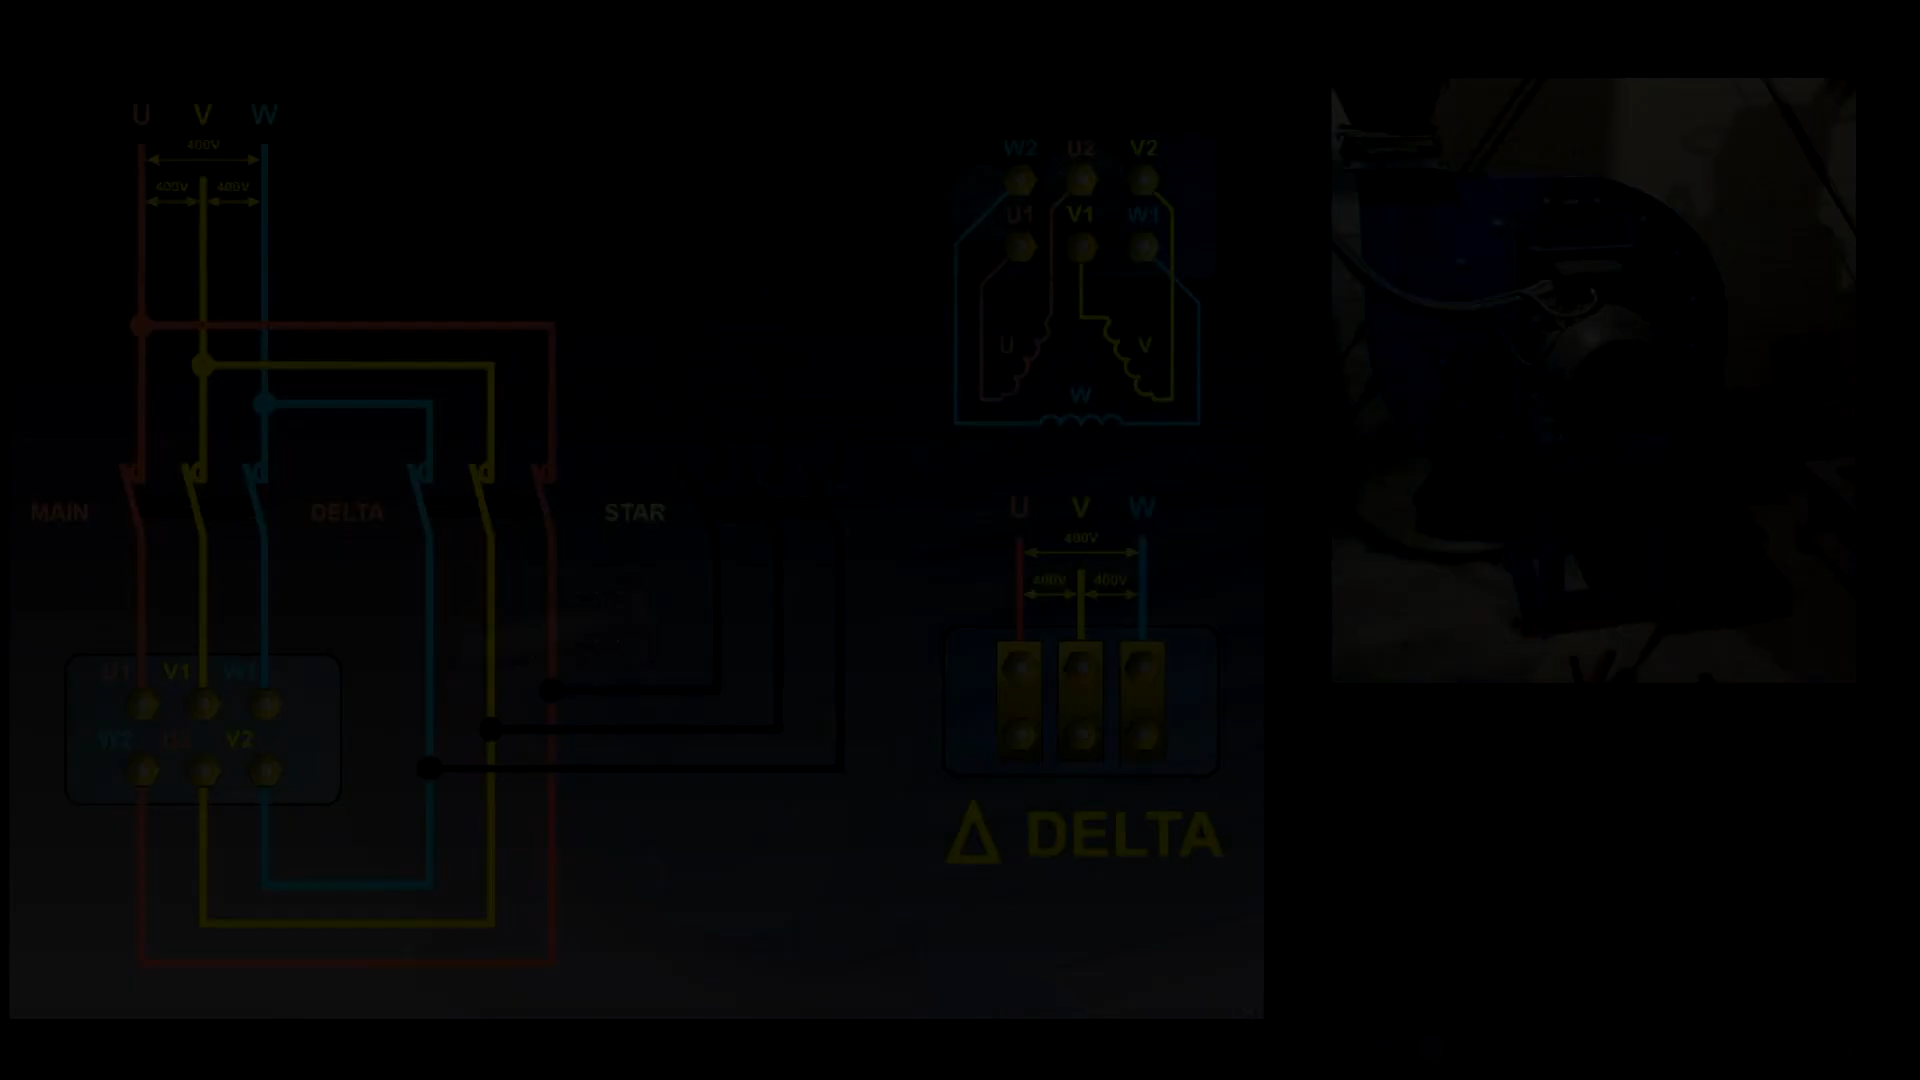 U V W
400V
400V 400V
MAIN DELTA STAR
U1 V1 W1
W2 U2 V2
W2 U2 V2
U1 V1 W1
U V
W
U V W
400V
400V 400V
Δ DELTA